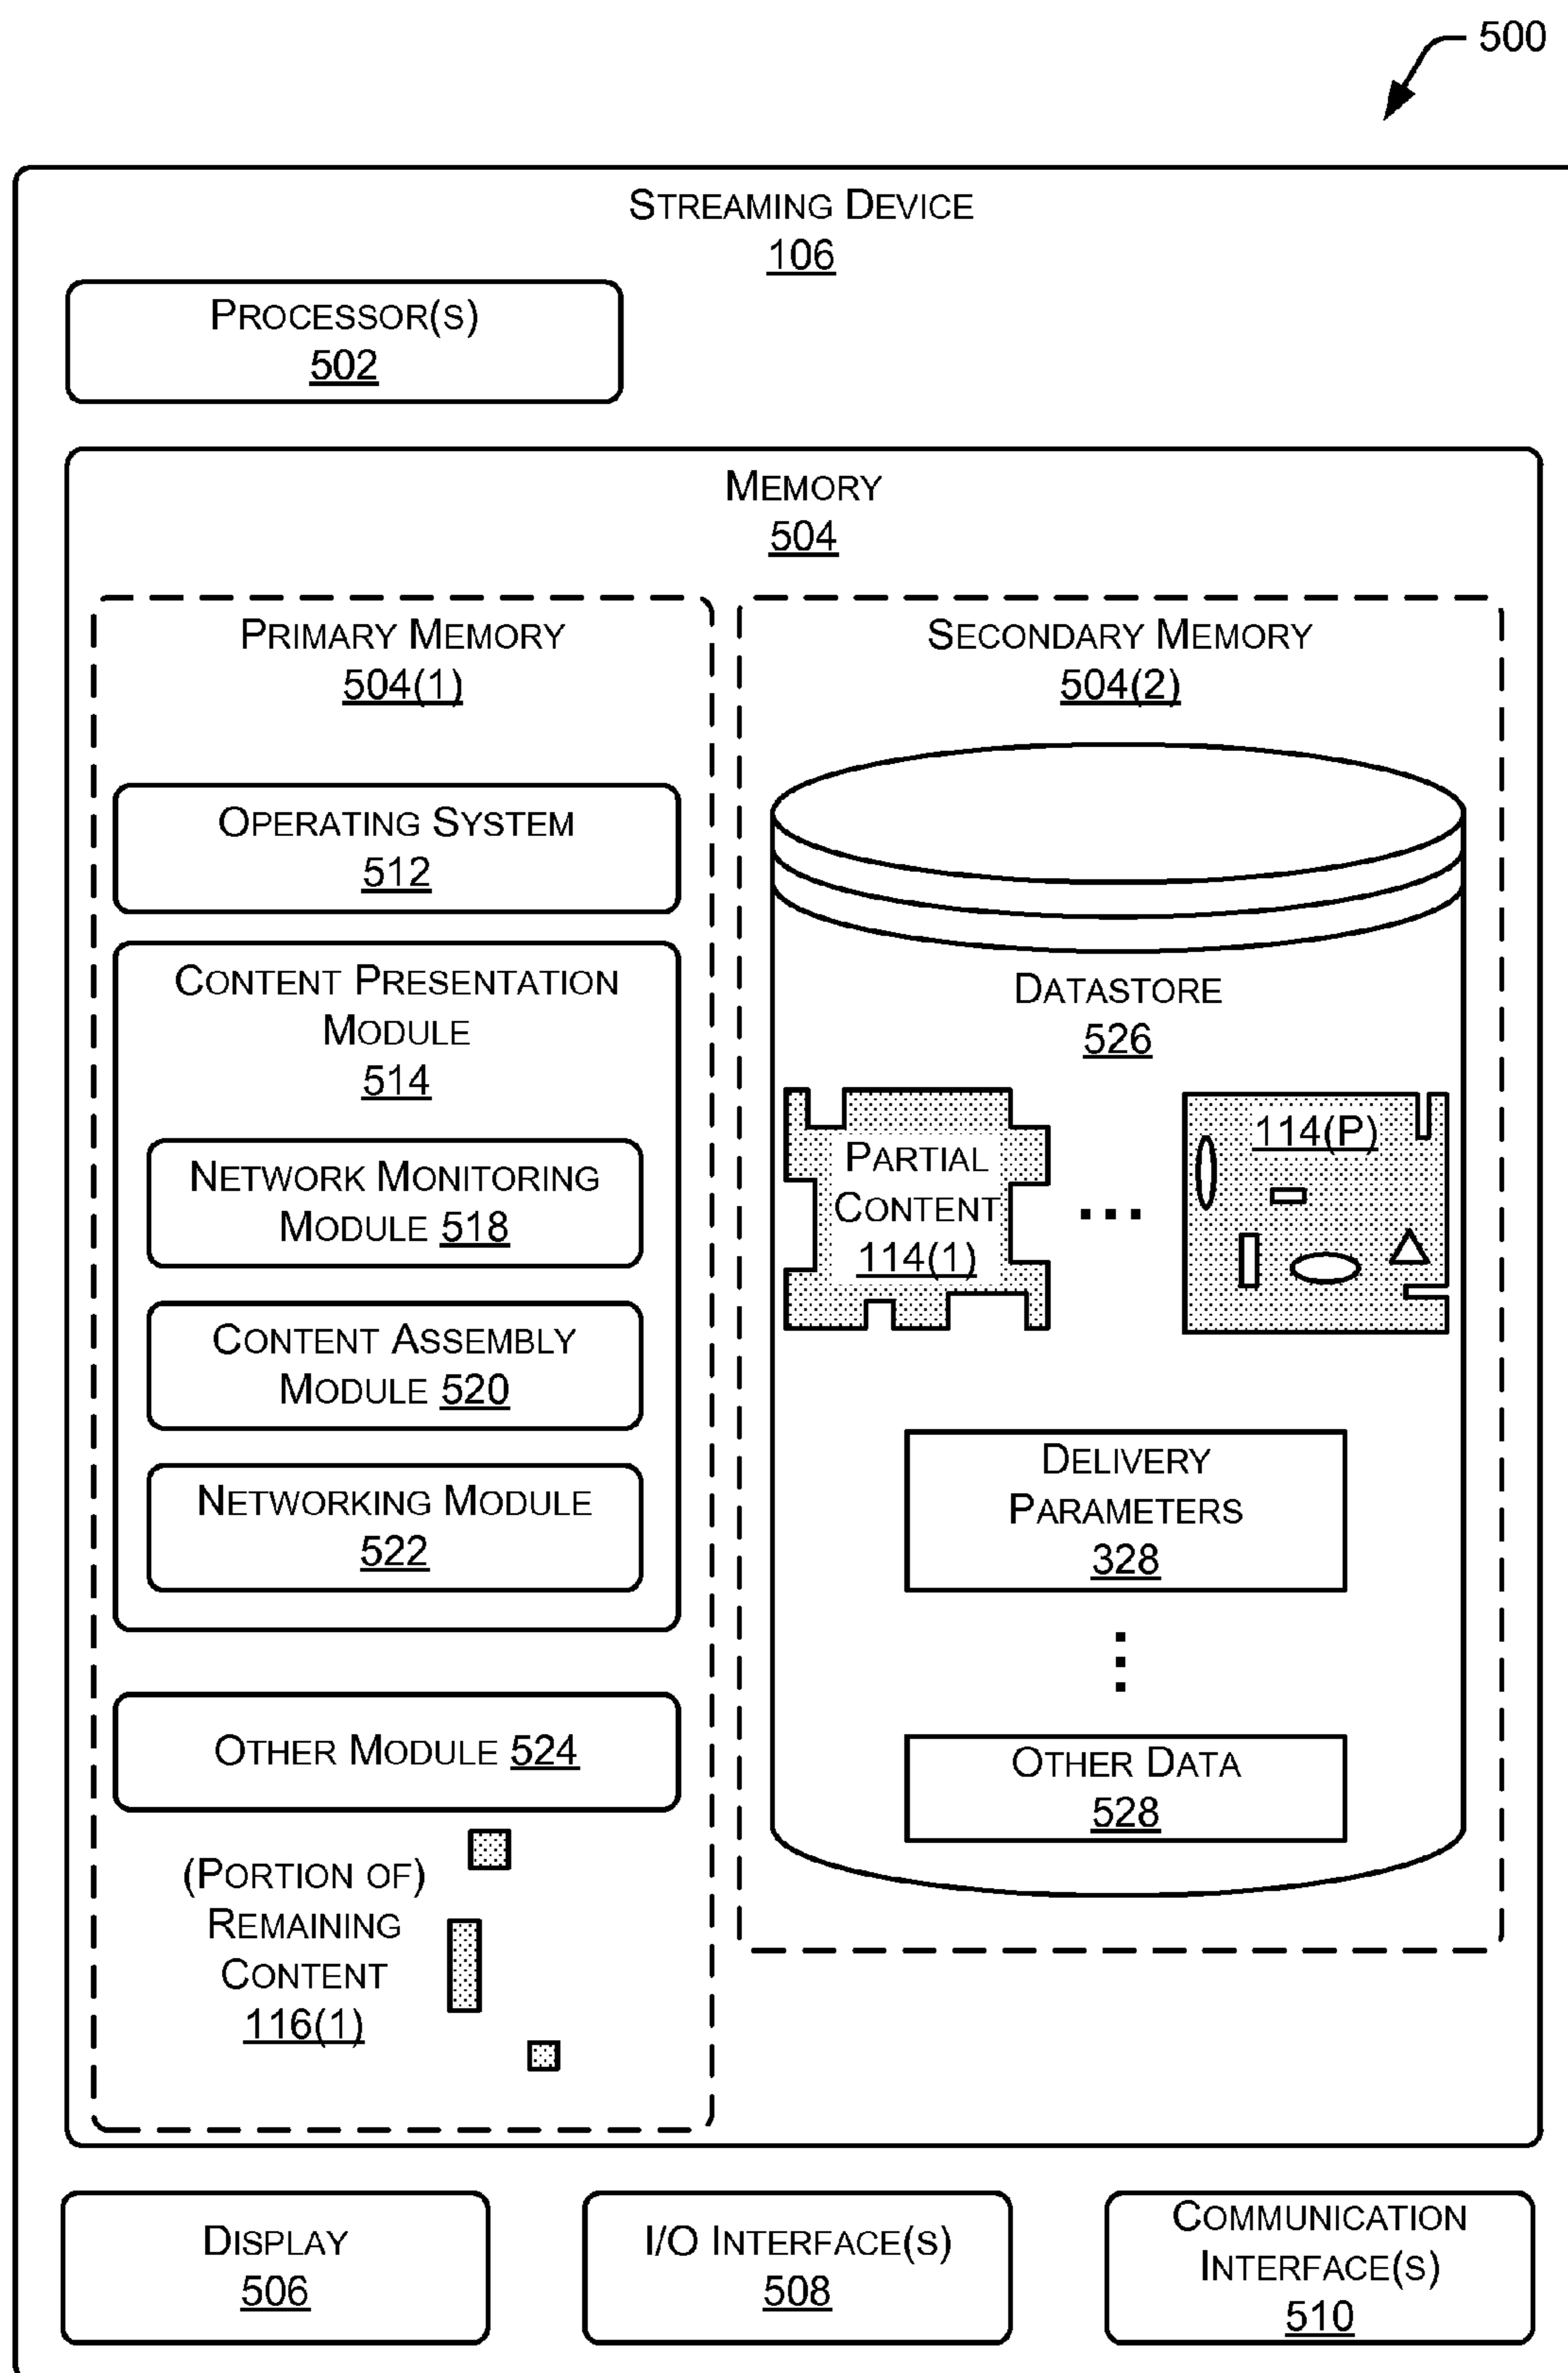 500
STREAMING DEVICE
106
PROCESSOR(S)
502
MEMORY
504
PRIMARY MEMORY
504(1)
OPERATING SYSTEM
512
CONTENT PRESENTATION
MODULE
514
NETWORK MONITORING
MODULE 518
CONTENT ASSEMBLY
MODULE 520
NETWORKING MODULE
522
OTHER MODULE 524
(PORTION OF)
REMAINING
CONTENT
116(1)
SECONDARY MEMORY
504(2)
DATASTORE
526
PARTIAL
CONTENT
114(1)
...
114(P)
DELIVERY
PARAMETERS
328
OTHER DATA
528
DISPLAY
506
I/O INTERFACE(S)
508
COMMUNICATION
INTERFACE(S)
510